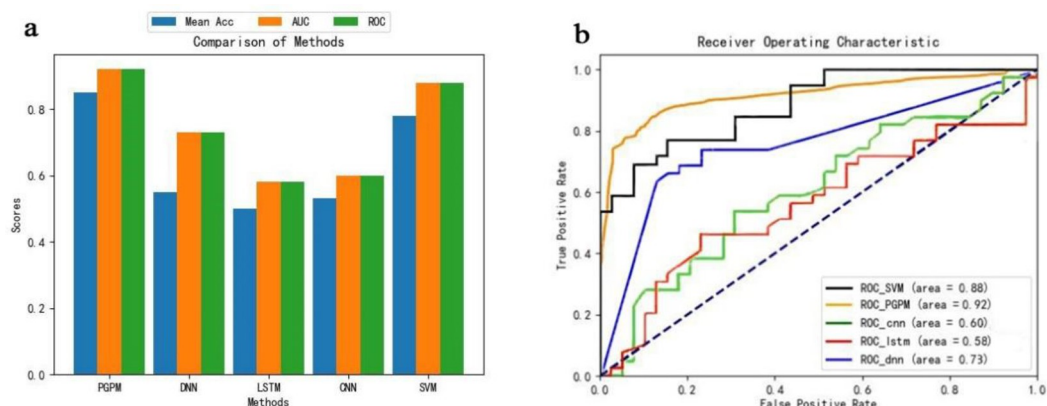 a
Mean Acc AUC ROC
Comparison of Methods
0.8
0.6
0.4
0.2
0.0
Scores
PGPM DNN LSTM CNN SVM
Methods
b
Receiver Operating Characteristic
1.0
0.8
0.6
0.4
0.2
0.0
True Positive Rate
ROC_SVM (area = 0.88)
ROC_PGPM (area = 0.92)
ROC_cnn (area = 0.60)
ROC_lstm (area = 0.58)
ROC_dnn (area = 0.73)
0.0 0.2 0.4 0.6 0.8 1.0
False Positive Rate